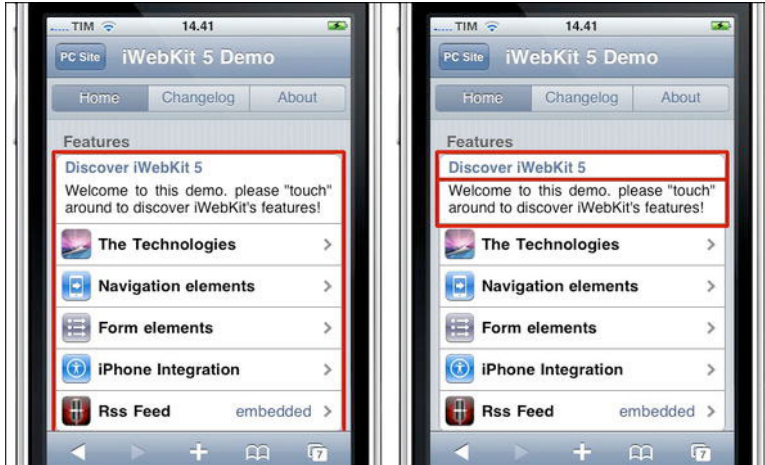 TIM 14.41
PC Site iWebKit 5 Demo
Home Changelog About
Features
Discover iWebKit 5
Welcome to this demo. please "touch"
around to discover iWebKit's features!
The Technologies
Navigation elements
Form elements
iPhone Integration
Rss Feed embedded
7
TIM 14.41
PC Site iWebKit 5 Demo
Home Changelog About
Features
Discover iWebKit 5
Welcome to this demo. please "touch"
around to discover iWebKit's features!
The Technologies
Navigation elements
Form elements
iPhone Integration
Rss Feed embedded
7